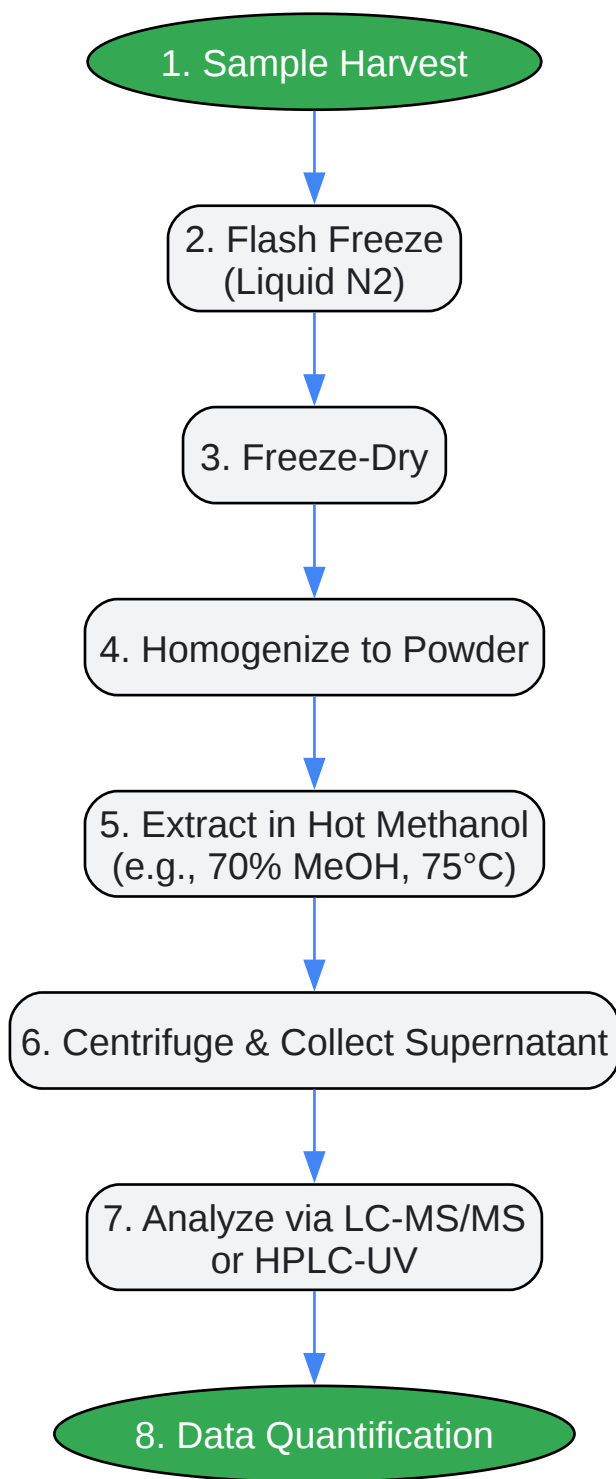 1. Sample Harvest
2. Flash Freeze
(Liquid N2)
3. Freeze-Dry
4. Homogenize to Powder
5. Extract in Hot Methanol
(e.g., 70% MeOH, 75°C)
6. Centrifuge & Collect Supernatant
7. Analyze via LC-MS/MS
or HPLC-UV
8. Data Quantification